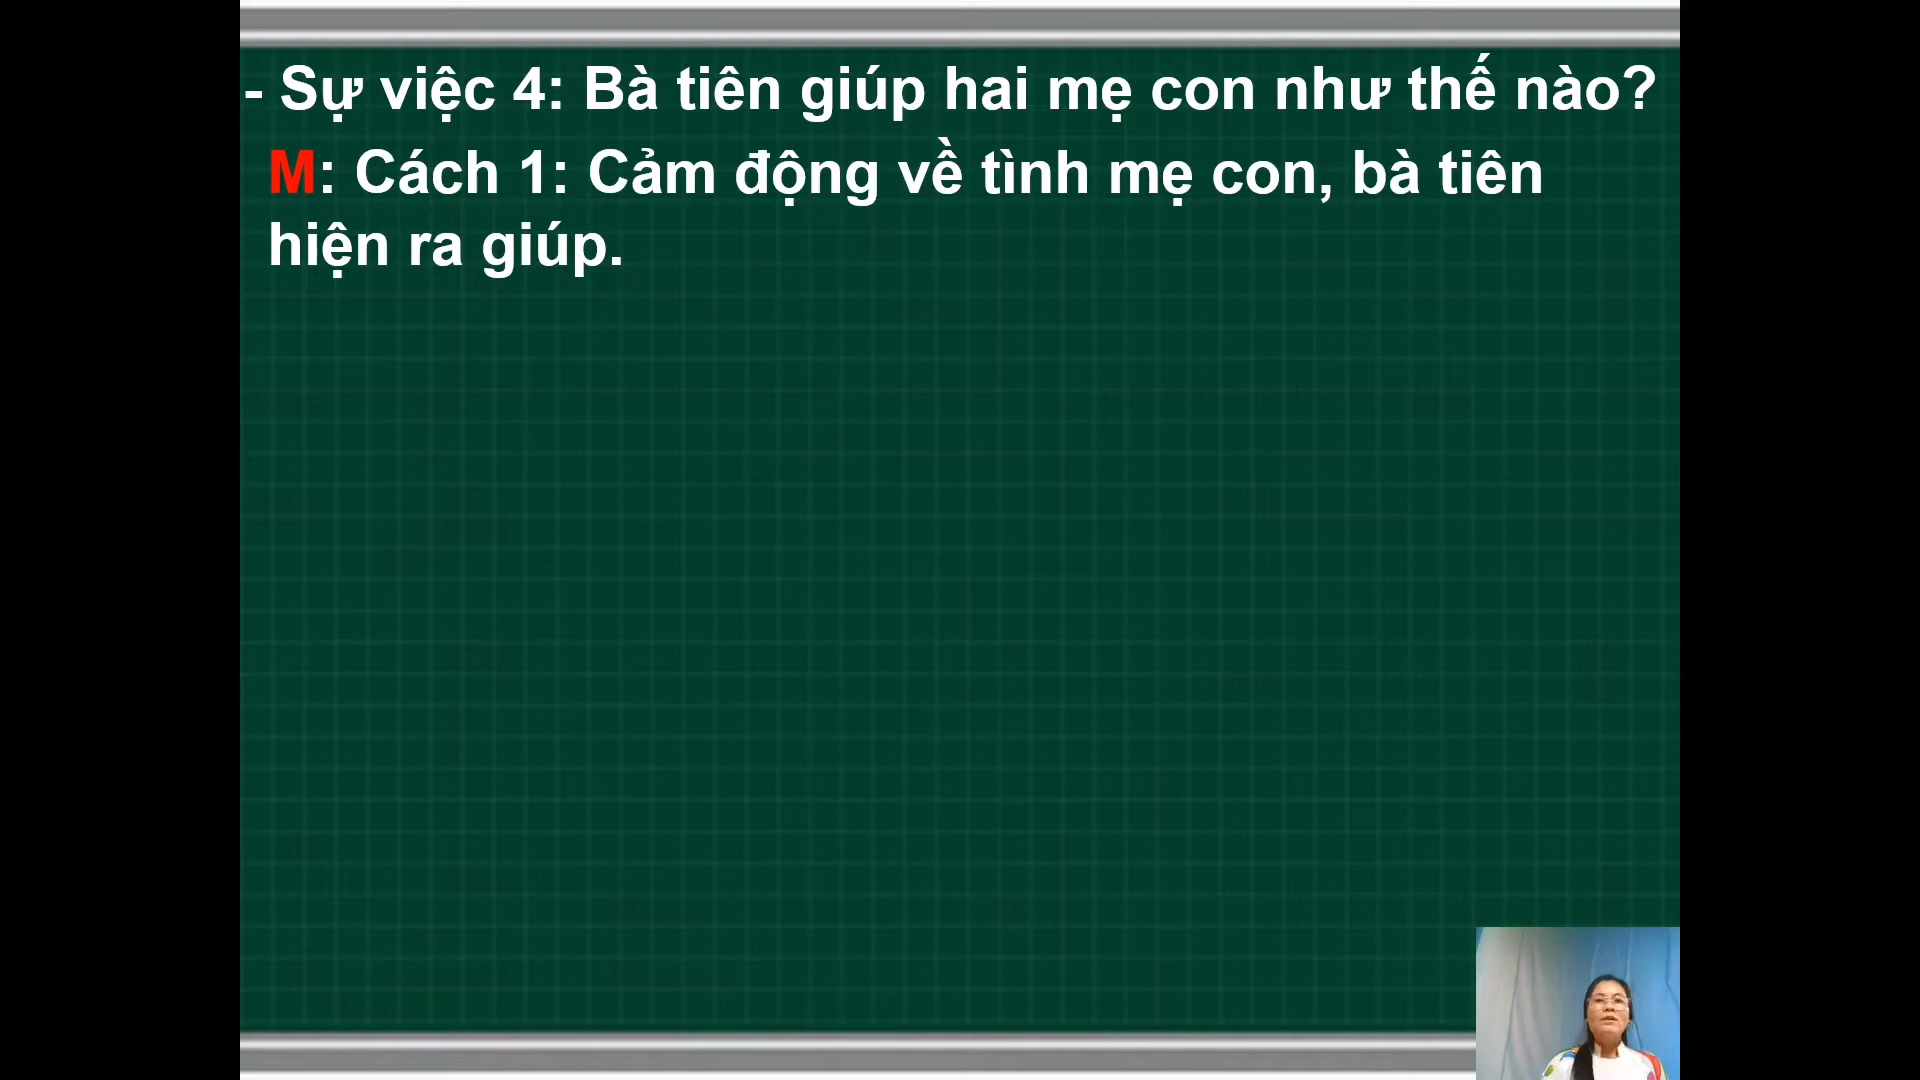 - Sự việc 4: Bà tiên giúp hai mẹ con như thế nào?
M: Cách 1: Cảm động về tình mẹ con, bà tiên
hiện ra giúp.